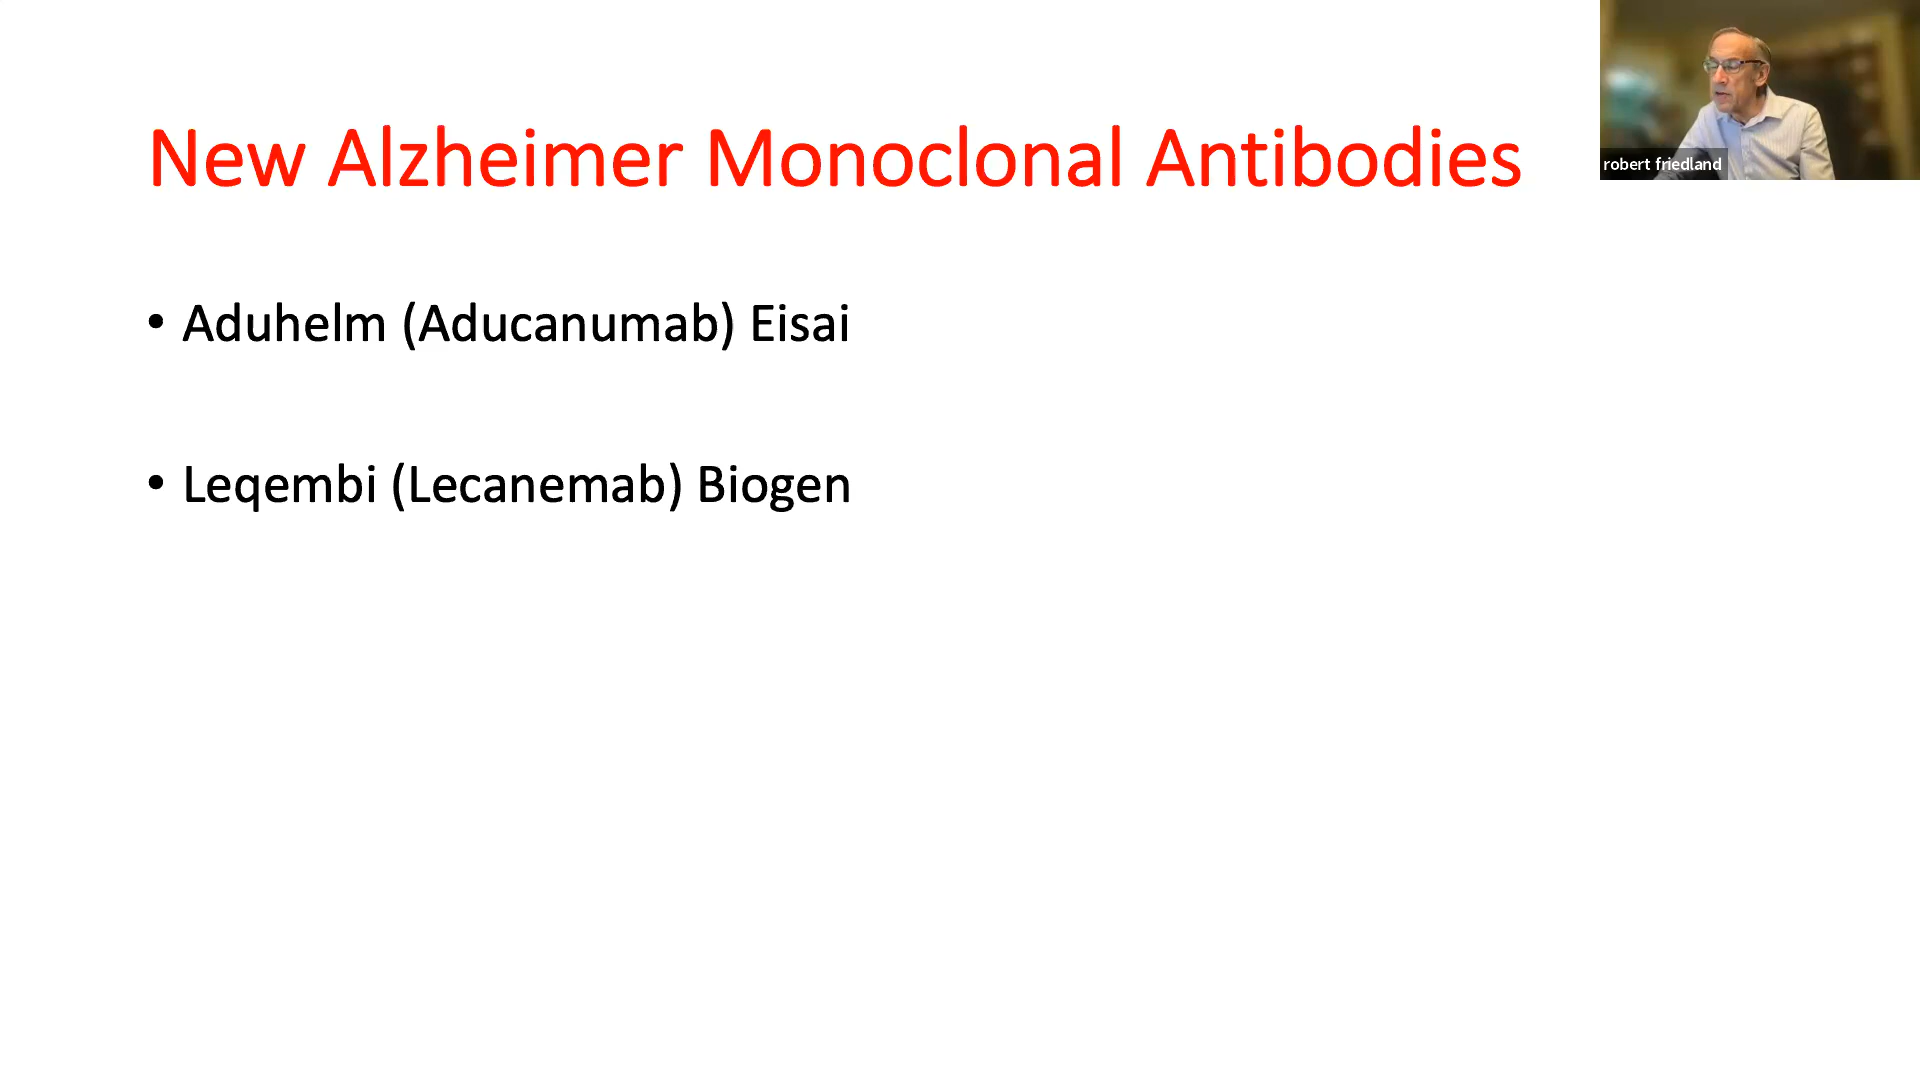 New Alzheimer Monoclonal Antibodies
robert friedland
• Aduhelm (Aducanumab) Eisai
• Leqembi (Lecanemab) Biogen